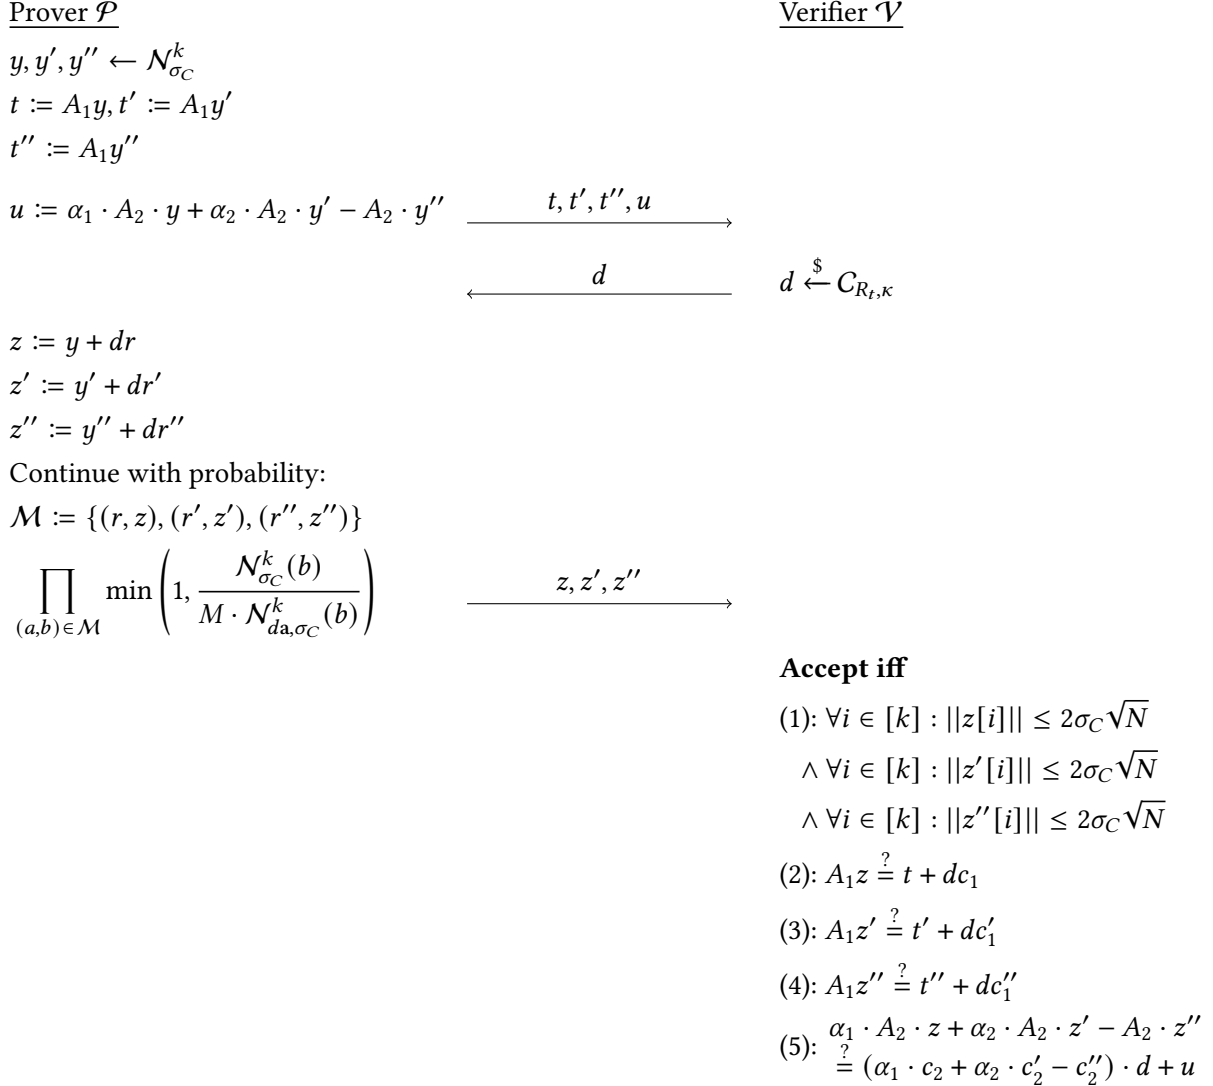 Prover 𝒫 Verifier 𝒱
y, y′, y″ ← 𝒩^k_{σ_C}
t := A₁y, t′ := A₁y′
t″ := A₁y″
u := α₁ · A₂ · y + α₂ · A₂ · y′ − A₂ · y″ t, t′, t″, u
d d $← C_{R_t,κ}
z := y + dr
z′ := y′ + dr′
z″ := y″ + dr″
Continue with probability:
ℳ := {(r, z), (r′, z′), (r″, z″)}
∏_{(a,b)∈ℳ} min(1, 𝒩^k_{σ_C}(b) / (M · 𝒩^k_{d𝐚,σ_C}(b))) z, z′, z″
Accept iff
(1): ∀i ∈ [k] : ||z[i]|| ≤ 2σ_C√N
∧ ∀i ∈ [k] : ||z′[i]|| ≤ 2σ_C√N
∧ ∀i ∈ [k] : ||z″[i]|| ≤ 2σ_C√N
(2): A₁z ≟ t + dc₁
(3): A₁z′ ≟ t′ + dc′₁
(4): A₁z″ ≟ t″ + dc″₁
(5): α₁ · A₂ · z + α₂ · A₂ · z′ − A₂ · z″
≟ (α₁ · c₂ + α₂ · c′₂ − c″₂) · d + u